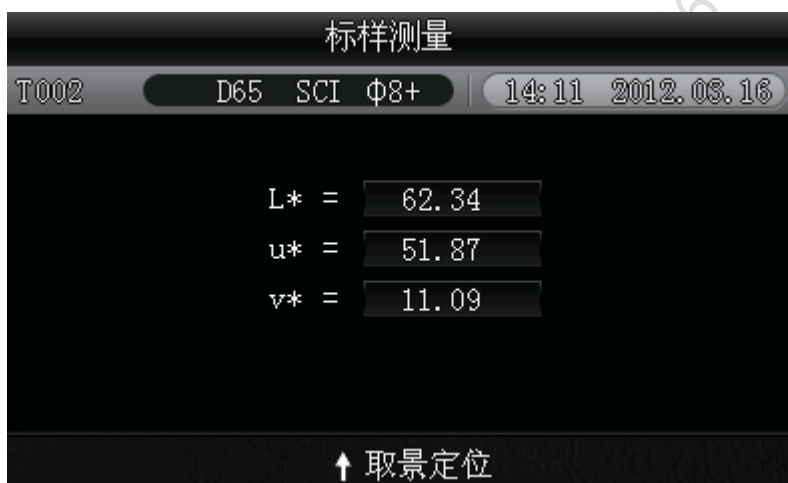 标样测量
T002 D65 SCI Φ8+ 14:11 2012.03.16
L* = 62.34
u* = 51.87
v* = 11.09
↑ 取景定位